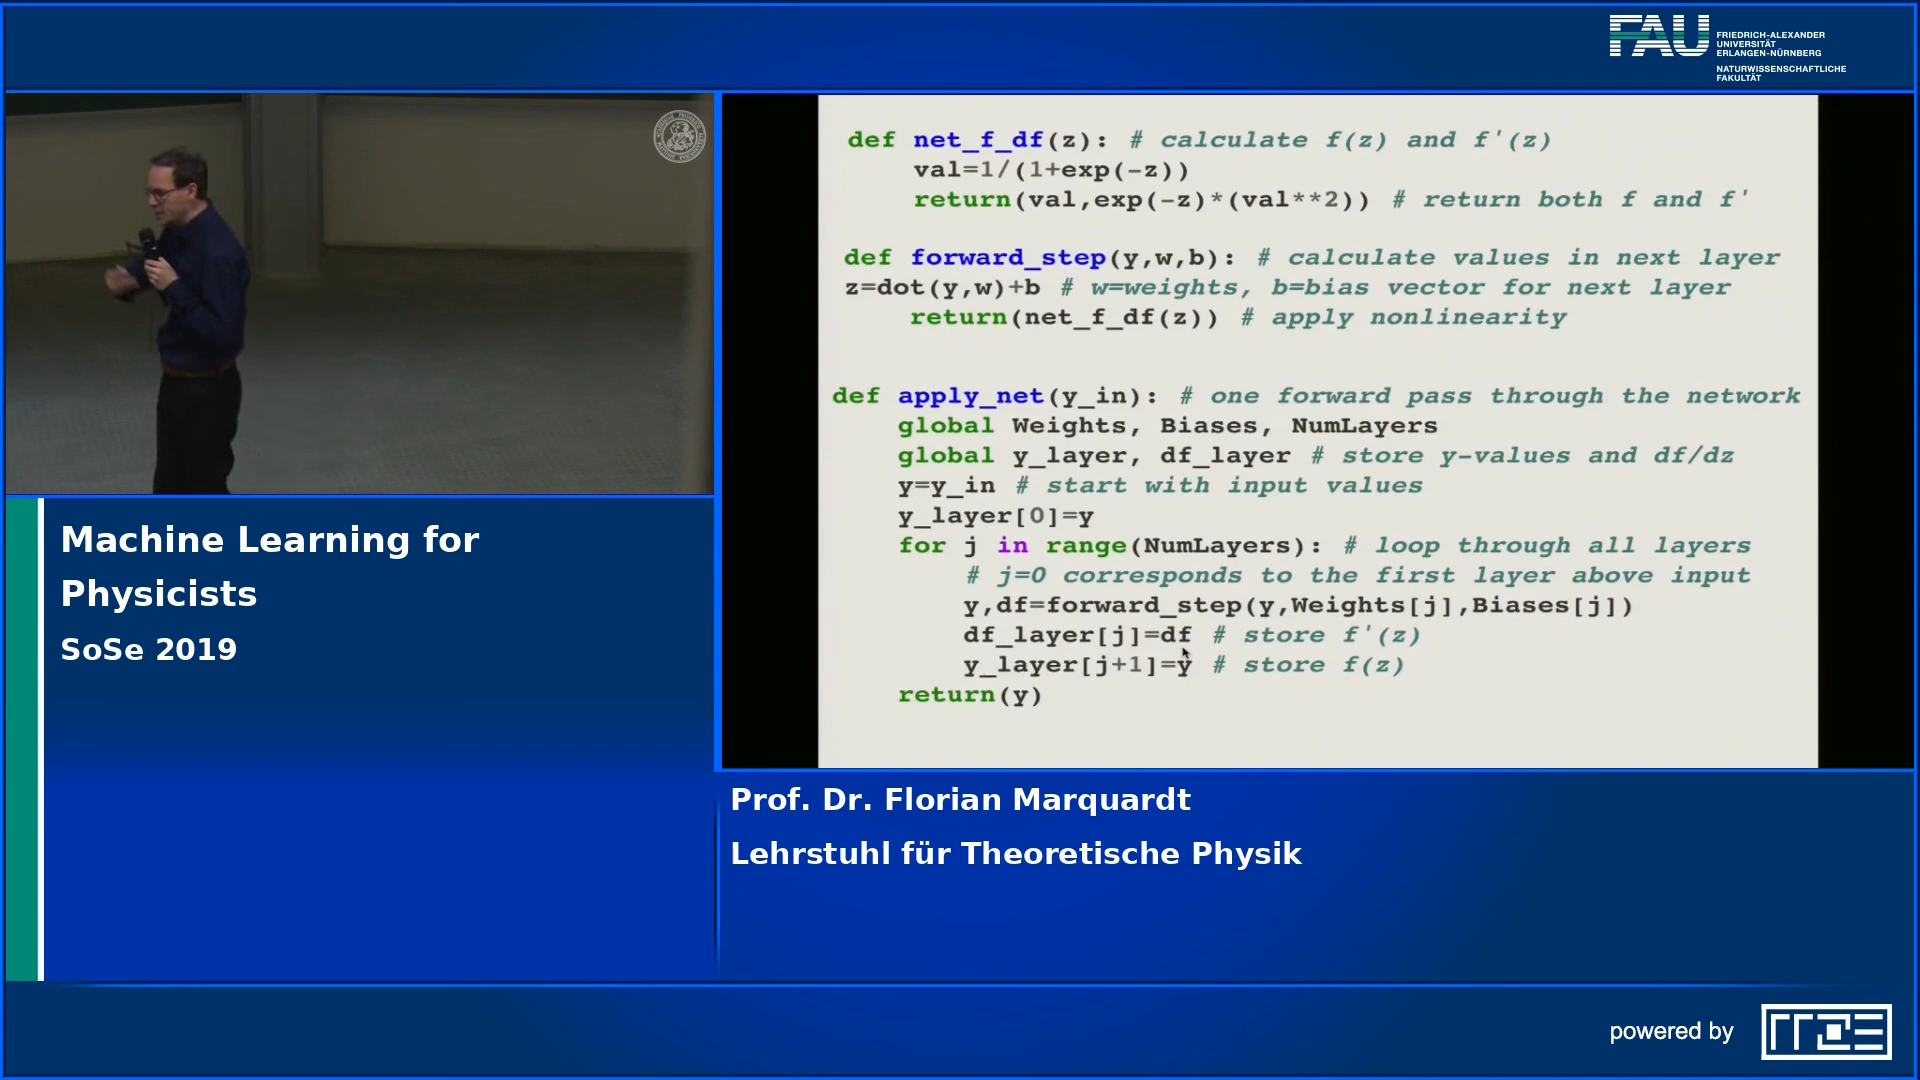 FAU
FRIEDRICH-ALEXANDER
UNIVERSITÄT
ERLANGEN-NÜRNBERG
NATURWISSENSCHAFTLICHE
FAKULTÄT
def net_f_df(z): # calculate f(z) and f'(z)
    val=1/(1+exp(-z))
    return(val,exp(-z)*(val**2)) # return both f and f'
def forward_step(y,w,b): # calculate values in next layer
z=dot(y,w)+b # w=weights, b=bias vector for next layer
    return(net_f_df(z)) # apply nonlinearity
def apply_net(y_in): # one forward pass through the network
    global Weights, Biases, NumLayers
    global y_layer, df_layer # store y-values and df/dz
    y=y_in # start with input values
    y_layer[0]=y
    for j in range(NumLayers): # loop through all layers
        # j=0 corresponds to the first layer above input
        y,df=forward_step(y,Weights[j],Biases[j])
        df_layer[j]=df # store f'(z)
        y_layer[j+1]=y # store f(z)
    return(y)
Machine Learning for
Physicists
SoSe 2019
Prof. Dr. Florian Marquardt
Lehrstuhl für Theoretische Physik
powered by